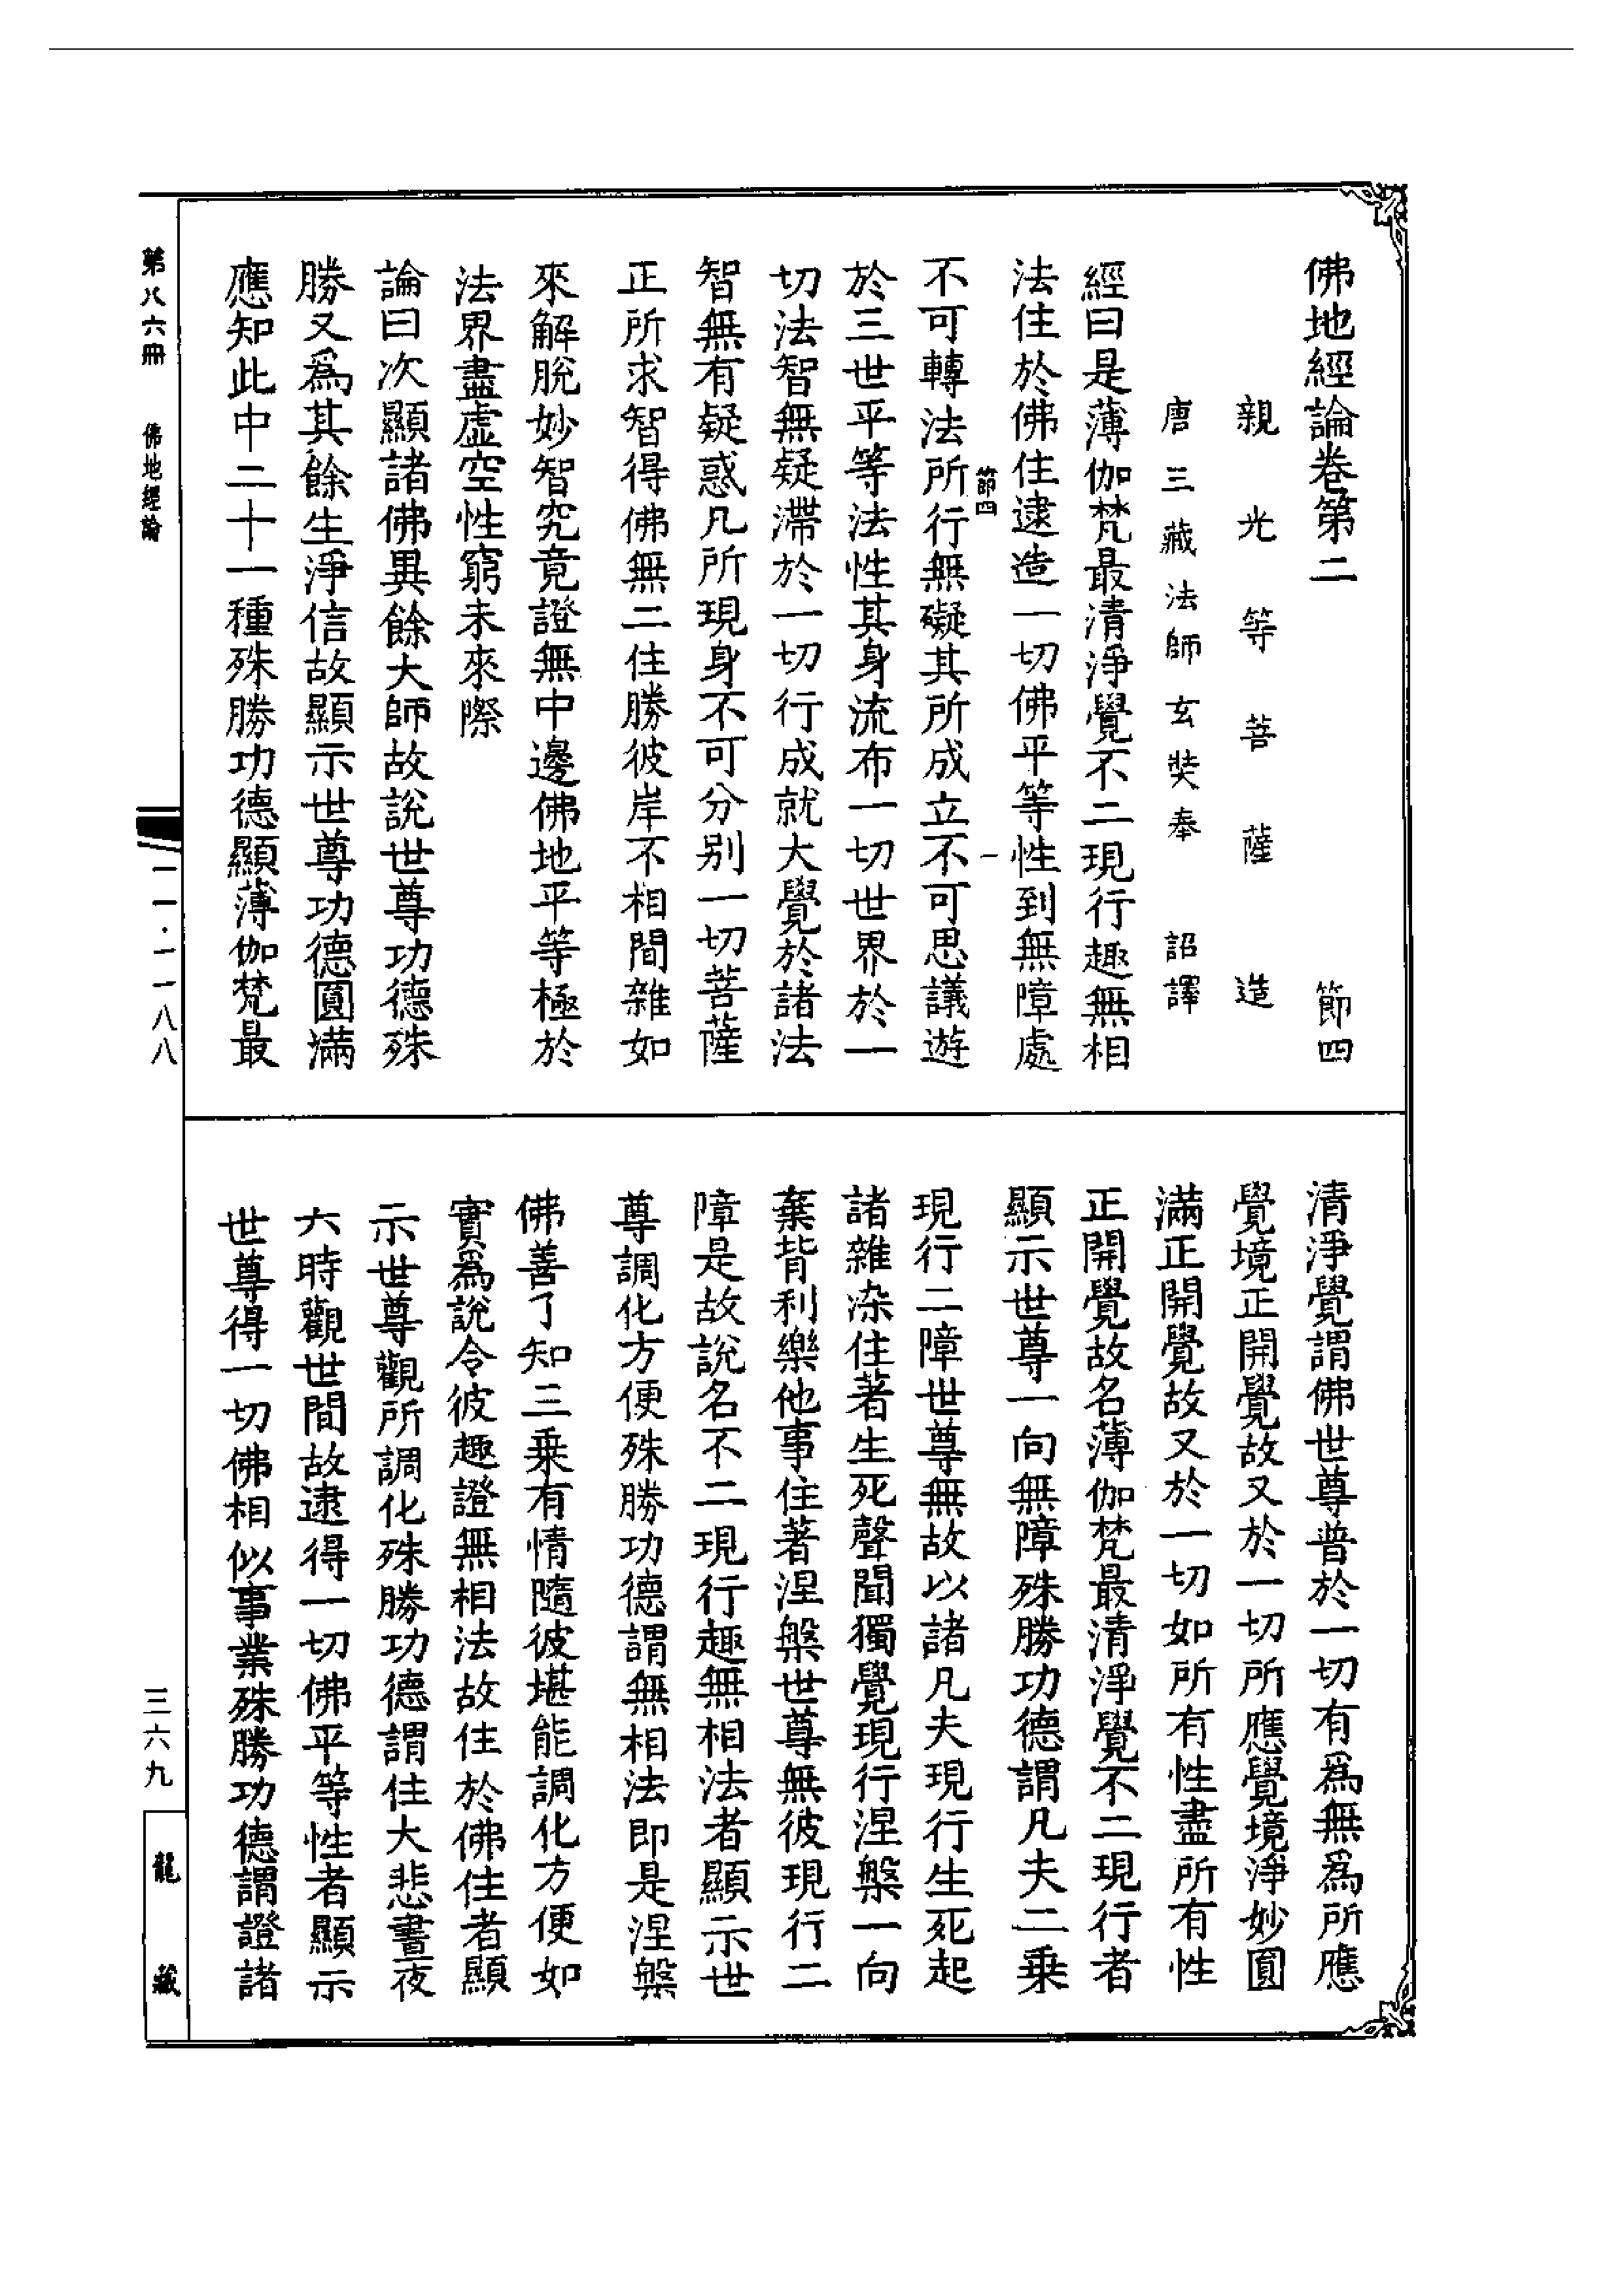 佛地經論卷第二　節四
親光等菩薩　造
唐三藏法師玄奘奉　詔譯
經曰是薄伽梵最清淨覺不二現行趣無相
法住於佛住逮造一切佛平等性到無障處
節四　一
不可轉法所行無礙其所成立不可思議遊
於三世平等法性其身流布一切世界於一
切法智無疑滯於一切行成就大覺於諸法
智無有疑惑凡所現身不可分別一切菩薩
正所求智得佛無二住勝彼岸不相間雜如
來解脫妙智究竟證無中邊佛地平等極於
法界盡虛空性窮未來際
論曰次顯諸佛異餘大師故說世尊功德殊
勝又為其餘生淨信故顯示世尊功德圓滿
應知此中二十一種殊勝功德顯薄伽梵最
清淨覺謂佛世尊普於一切有爲無爲所應
覺境正開覺故又於一切所應覺境淨妙圓
滿正開覺故又於一切如所有性盡所有性
正開覺故名薄伽梵最清淨覺不二現行者
顯示世尊一向無障殊勝功德謂凡夫二乗
現行二障世尊無故以諸凡夫現行生死起
諸雜染住著生死聲聞獨覺現行涅槃一向
棄背利樂他事住著涅槃世尊無彼現行二
障是故說名不二現行趣無相法者顯示世
尊調化方便殊勝功德謂無相法即是涅槃
佛善了知三乗有情隨彼堪能調化方便如
實爲說令彼趣證無相法故住於佛住者顯
示世尊觀所調化殊勝功德謂住大悲晝夜
六時觀世間故逮得一切佛平等性者顯示
世尊得一切佛相似事業殊勝功德謂證諸
第八六冊　佛地經論
一一·一一八八
三六九
龍藏